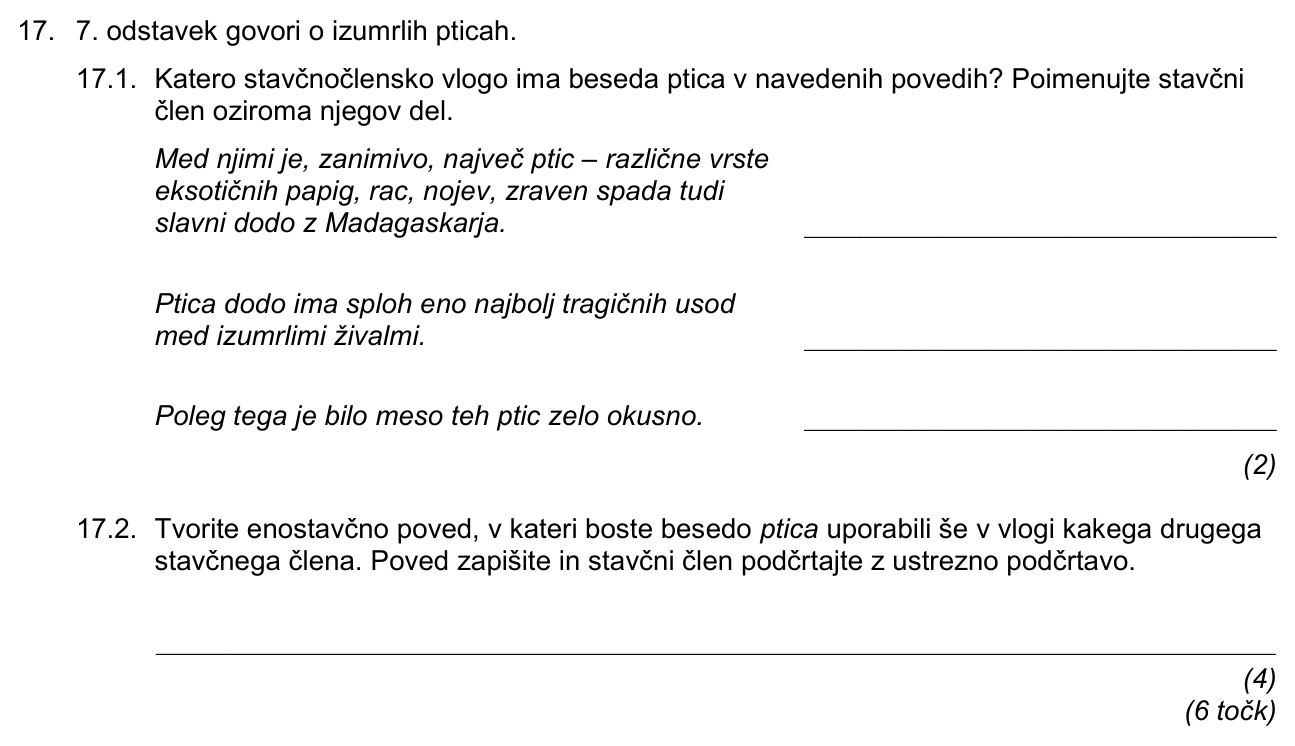 17. 7. odstavek govori o izumrlih pticah.
17.1. Katero stavčnočlensko vlogo ima beseda ptica v navedenih povedih? Poimenujte stavčni
člen oziroma njegov del.
Med njimi je, zanimivo, največ ptic – različne vrste
eksotičnih papig, rac, nojev, zraven spada tudi
slavni dodo z Madagaskarja.
Ptica dodo ima sploh eno najbolj tragičnih usod
med izumrlimi živalmi.
Poleg tega je bilo meso teh ptic zelo okusno.
(2)
17.2. Tvorite enostavčno poved, v kateri boste besedo ptica uporabili še v vlogi kakega drugega
stavčnega člena. Poved zapišite in stavčni člen podčrtajte z ustrezno podčrtavo.
(4)
(6 točk)